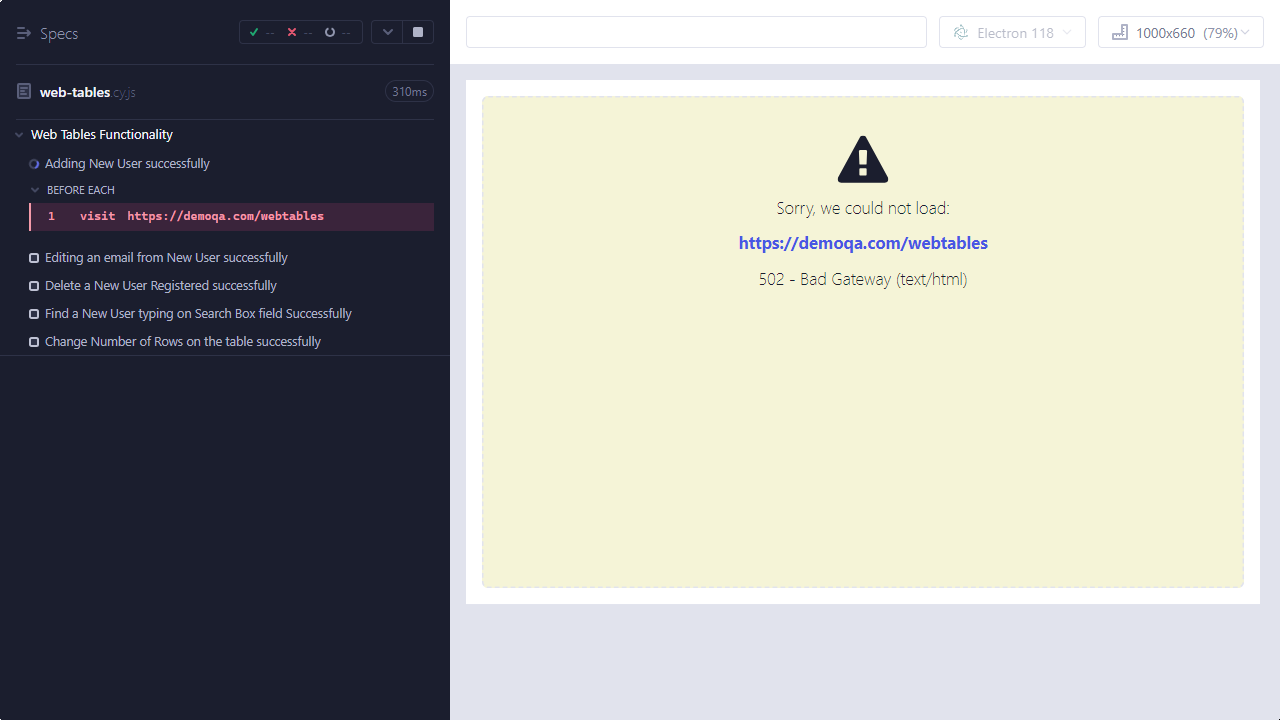 Specs
--
--
--
web-tables.cy.js
310ms
Web Tables Functionality
Adding New User successfully
BEFORE EACH
1 visit https://demoqa.com/webtables
Editing an email from New User successfully
Delete a New User Registered successfully
Find a New User typing on Search Box field Successfully
Change Number of Rows on the table successfully
Electron 118
1000x660 (79%)
Sorry, we could not load:
https://demoqa.com/webtables
502 - Bad Gateway (text/html)